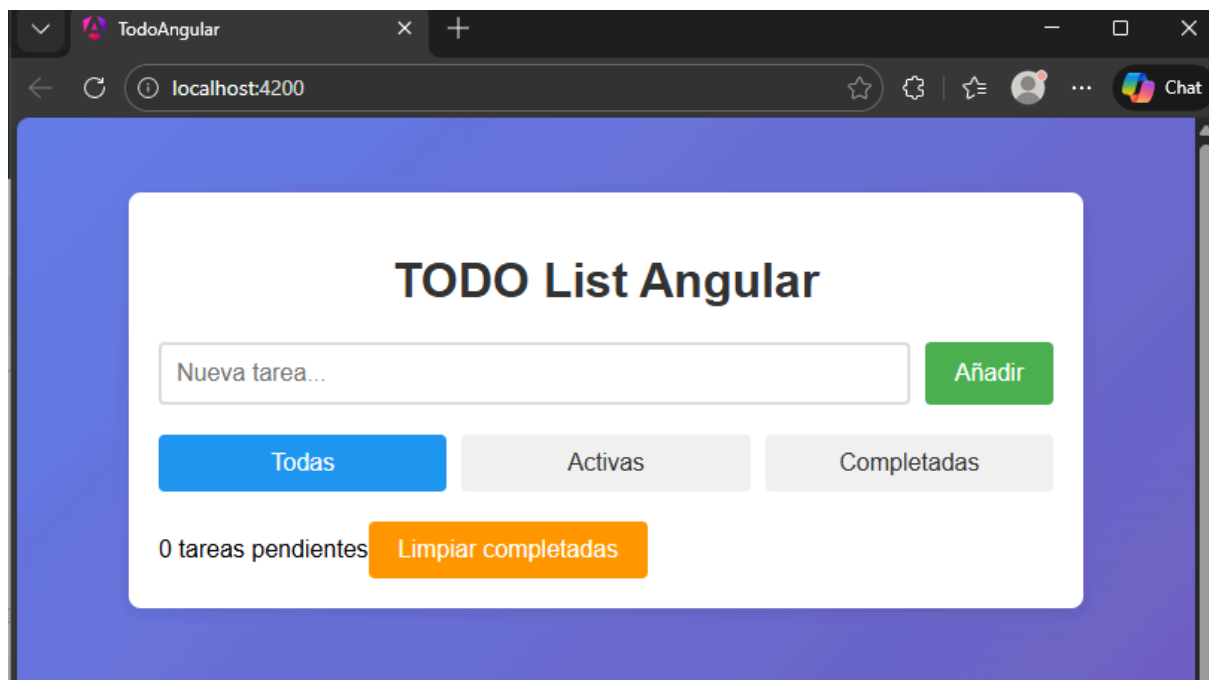 TodoAngular
localhost:4200
Chat
TODO List Angular
Nueva tarea...
Añadir
Todas Activas Completadas
0 tareas pendientes Limpiar completadas